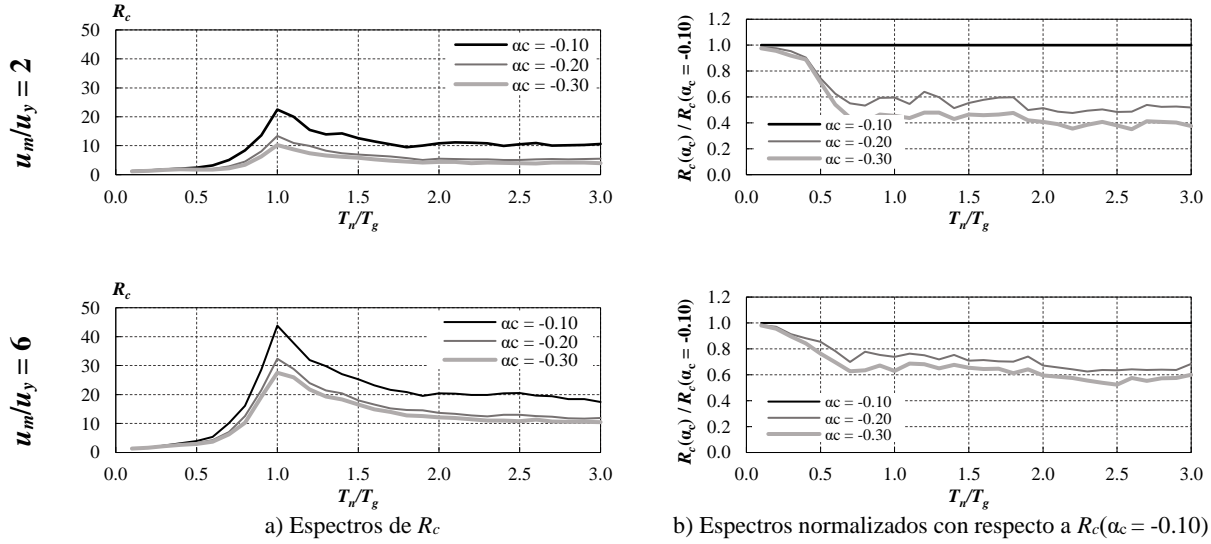 R_c
50
40
30
20
10
0
αc = -0.10
αc = -0.20
αc = -0.30
0.0 0.5 1.0 1.5 2.0 2.5 3.0
T_n/T_g
u_m/u_y = 2
R_c(α_c) / R_c(α_c = -0.10)
1.2
1.0
0.8
0.6
0.4
0.2
0.0
αc = -0.10
αc = -0.20
αc = -0.30
0.0 0.5 1.0 1.5 2.0 2.5 3.0
T_n/T_g
R_c
50
40
30
20
10
0
αc = -0.10
αc = -0.20
αc = -0.30
0.0 0.5 1.0 1.5 2.0 2.5 3.0
T_n/T_g
u_m/u_y = 6
a) Espectros de R_c
R_c(α_c) / R_c(α_c = -0.10)
1.2
1.0
0.8
0.6
0.4
0.2
0.0
αc = -0.10
αc = -0.20
αc = -0.30
0.0 0.5 1.0 1.5 2.0 2.5 3.0
T_n/T_g
b) Espectros normalizados con respecto a R_c(α_c = -0.10)